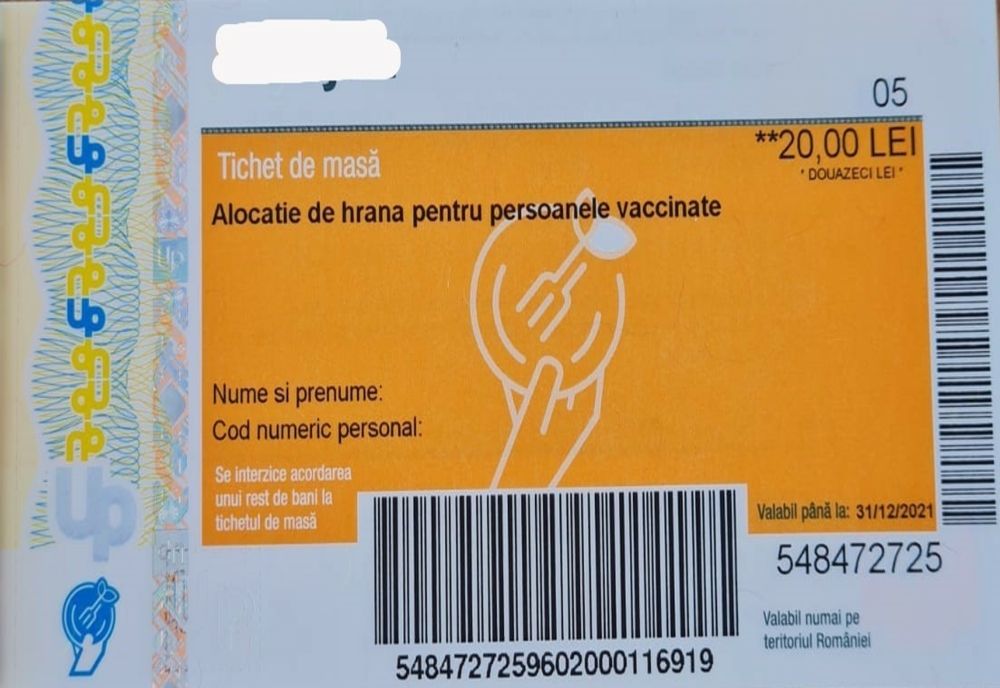 05
Tichet de masă
**20,00 LEI
* DOUAZECI LEI *
Alocatie de hrana pentru persoanele vaccinate
Nume si prenume:
Cod numeric personal:
Se interzice acordarea
unui rest de bani la
tichetul de masă
Valabil până la: 31/12/2021
548472725
Valabil numai pe
teritoriul României
5484727259602000116919
up